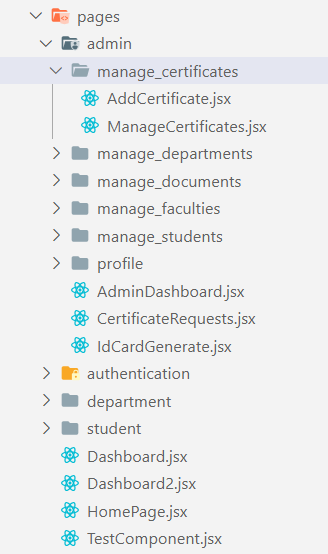 pages
admin
manage_certificates
AddCertificate.jsx
ManageCertificates.jsx
manage_departments
manage_documents
manage_faculties
manage_students
profile
AdminDashboard.jsx
CertificateRequests.jsx
IdCardGenerate.jsx
authentication
department
student
Dashboard.jsx
Dashboard2.jsx
HomePage.jsx
TestComponent.jsx